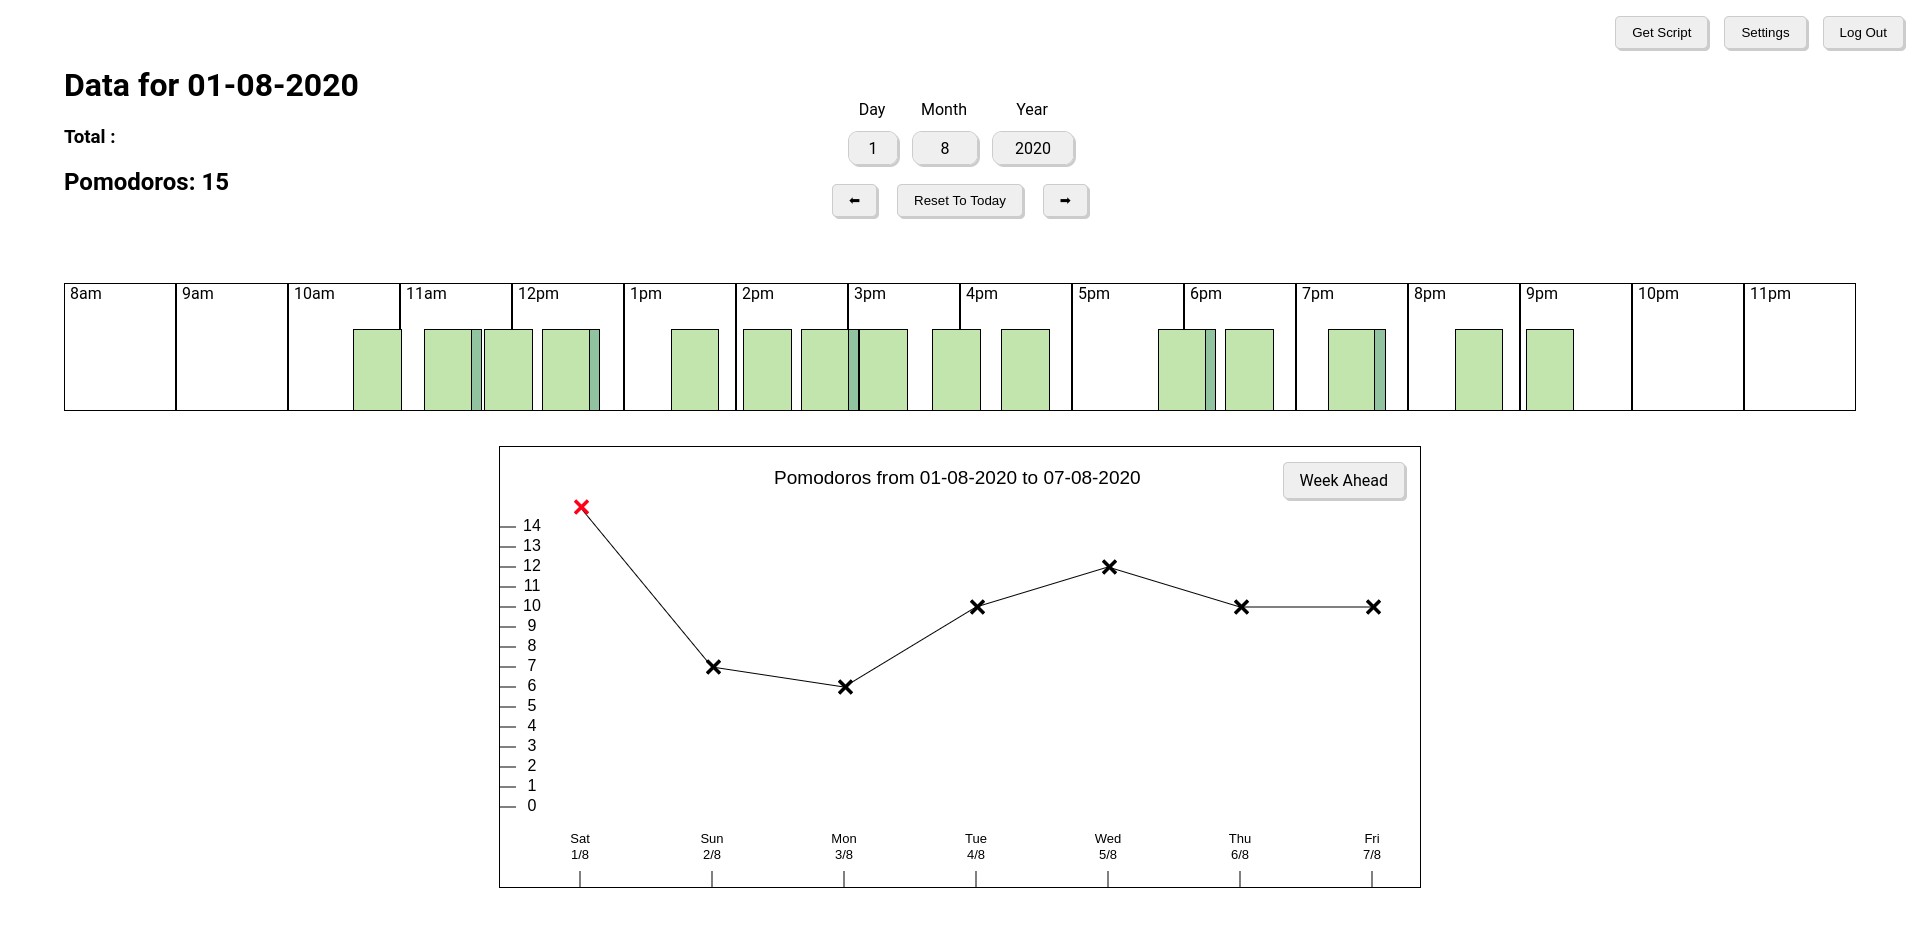 Get Script Settings Log Out
Data for 01-08-2020
Day Month Year
Total :
1 8 2020
Pomodoros: 15
⬅ Reset To Today ➡
8am 9am 10am 11am 12pm 1pm 2pm 3pm 4pm 5pm 6pm 7pm 8pm 9pm 10pm 11pm
Pomodoros from 01-08-2020 to 07-08-2020
Week Ahead
14
13
12
11
10
9
8
7
6
5
4
3
2
1
0
Sat Sun Mon Tue Wed Thu Fri
1/8 2/8 3/8 4/8 5/8 6/8 7/8